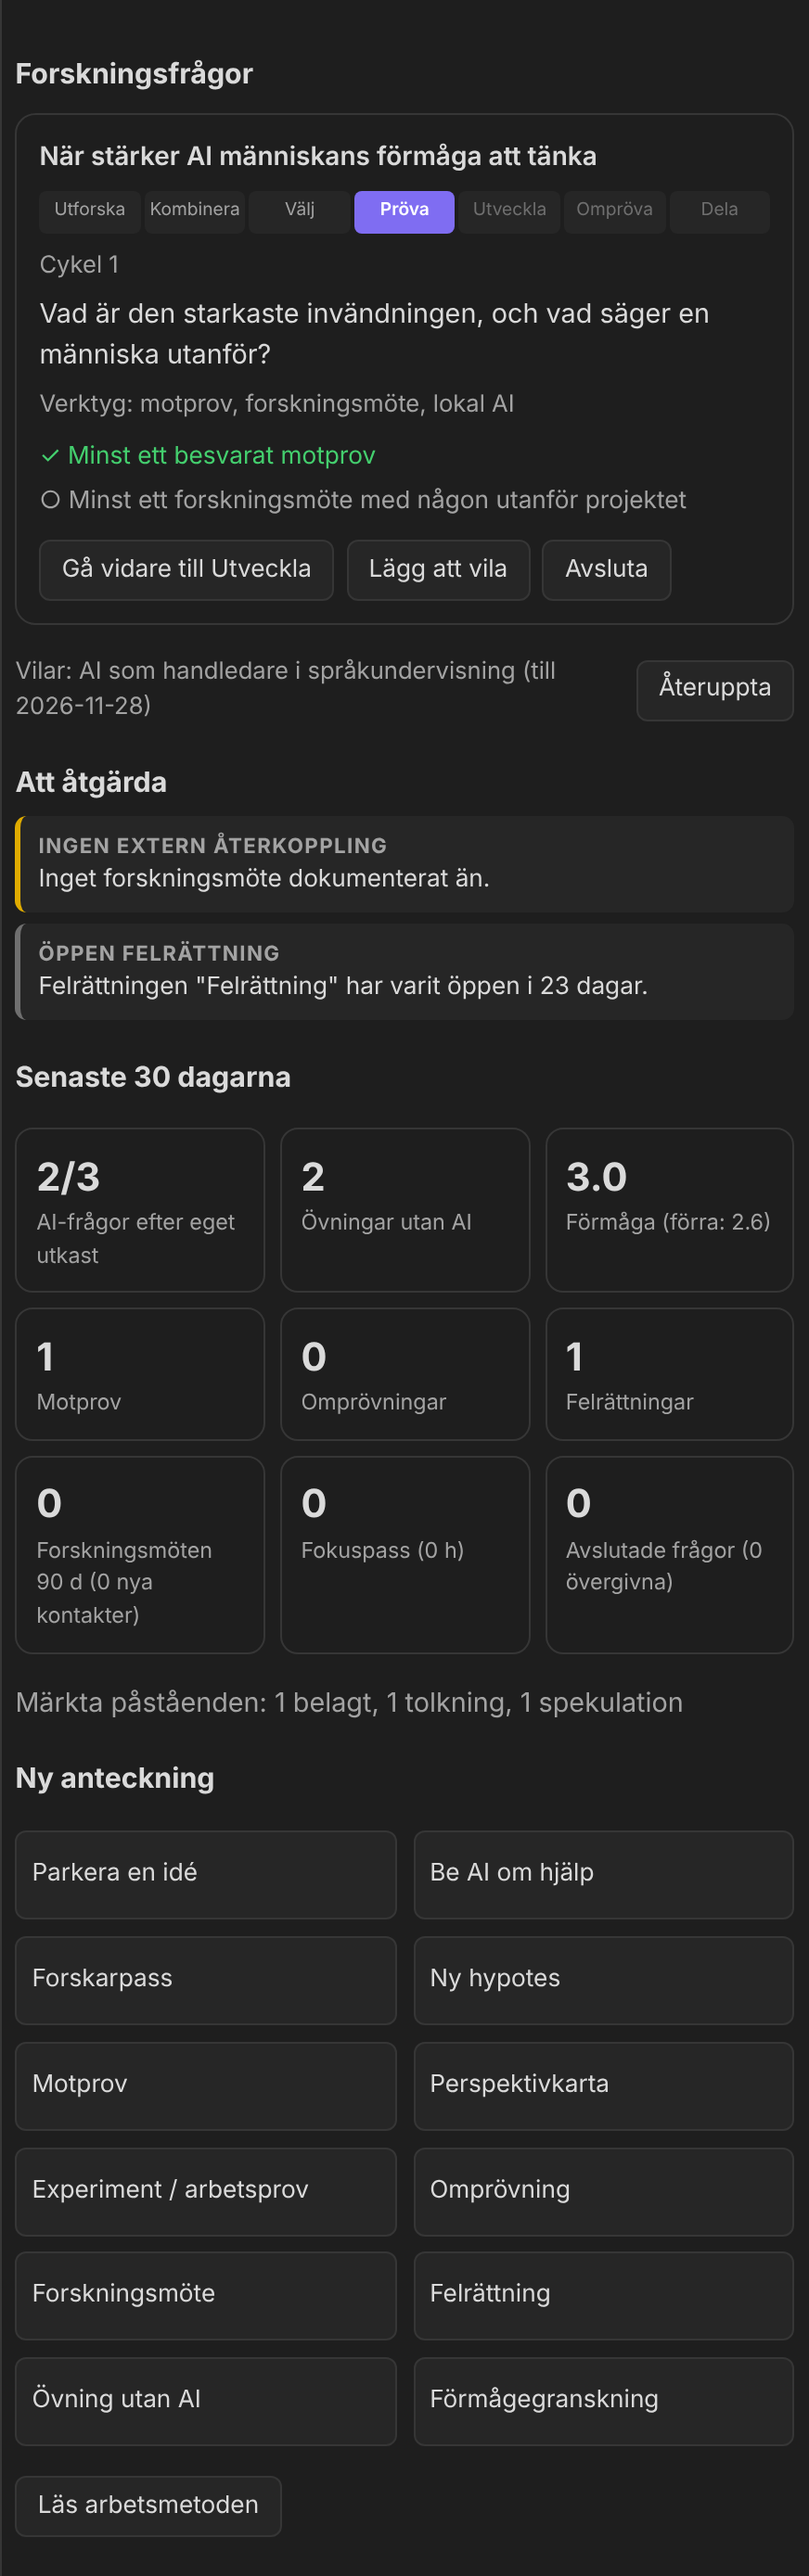 Forskningsfrågor
När stärker AI människans förmåga att tänka
Utforska Kombinera Välj Pröva Utveckla Ompröva Dela
Cykel 1
Vad är den starkaste invändningen, och vad säger en
människa utanför?
Verktyg: motprov, forskningsmöte, lokal AI
✓ Minst ett besvarat motprov
○ Minst ett forskningsmöte med någon utanför projektet
Gå vidare till Utveckla Lägg att vila Avsluta
Vilar: AI som handledare i språkundervisning (till
2026-11-28)
Återuppta
Att åtgärda
INGEN EXTERN ÅTERKOPPLING
Inget forskningsmöte dokumenterat än.
ÖPPEN FELRÄTTNING
Felrättningen "Felrättning" har varit öppen i 23 dagar.
Senaste 30 dagarna
2/3
AI-frågor efter eget
utkast
2
Övningar utan AI
3.0
Förmåga (förra: 2.6)
1
Motprov
0
Omprövningar
1
Felrättningar
0
Forskningsmöten
90 d (0 nya
kontakter)
0
Fokuspass (0 h)
0
Avslutade frågor (0
övergivna)
Märkta påståenden: 1 belagt, 1 tolkning, 1 spekulation
Ny anteckning
Parkera en idé
Be AI om hjälp
Forskarpass
Ny hypotes
Motprov
Perspektivkarta
Experiment / arbetsprov
Omprövning
Forskningsmöte
Felrättning
Övning utan AI
Förmågegranskning
Läs arbetsmetoden